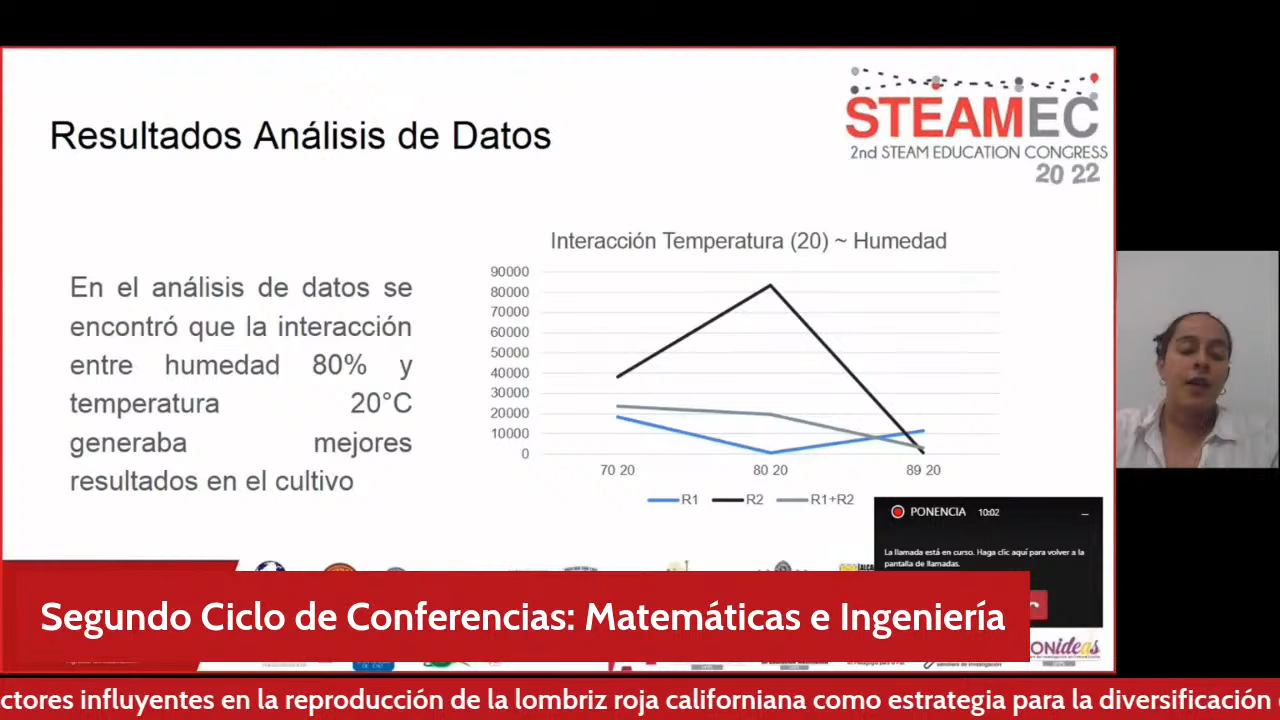 STEAMEC
2nd STEAM EDUCATION CONGRESS
20 22
Resultados Análisis de Datos
En el análisis de datos se
encontró que la interacción
entre humedad 80% y
temperatura 20°C
generaba mejores
resultados en el cultivo
Interacción Temperatura (20) ~ Humedad
90000
80000
70000
60000
50000
40000
30000
20000
10000
0
70 20 80 20 89 20
R1 R2 R1+R2
PONENCIA 10:02
La llamada está en curso. Haga clic aquí para volver a la
pantalla de llamadas.
Segundo Ciclo de Conferencias: Matemáticas e Ingeniería
ONideas
ctores influyentes en la reproducción de la lombriz roja californiana como estrategia para la diversificación